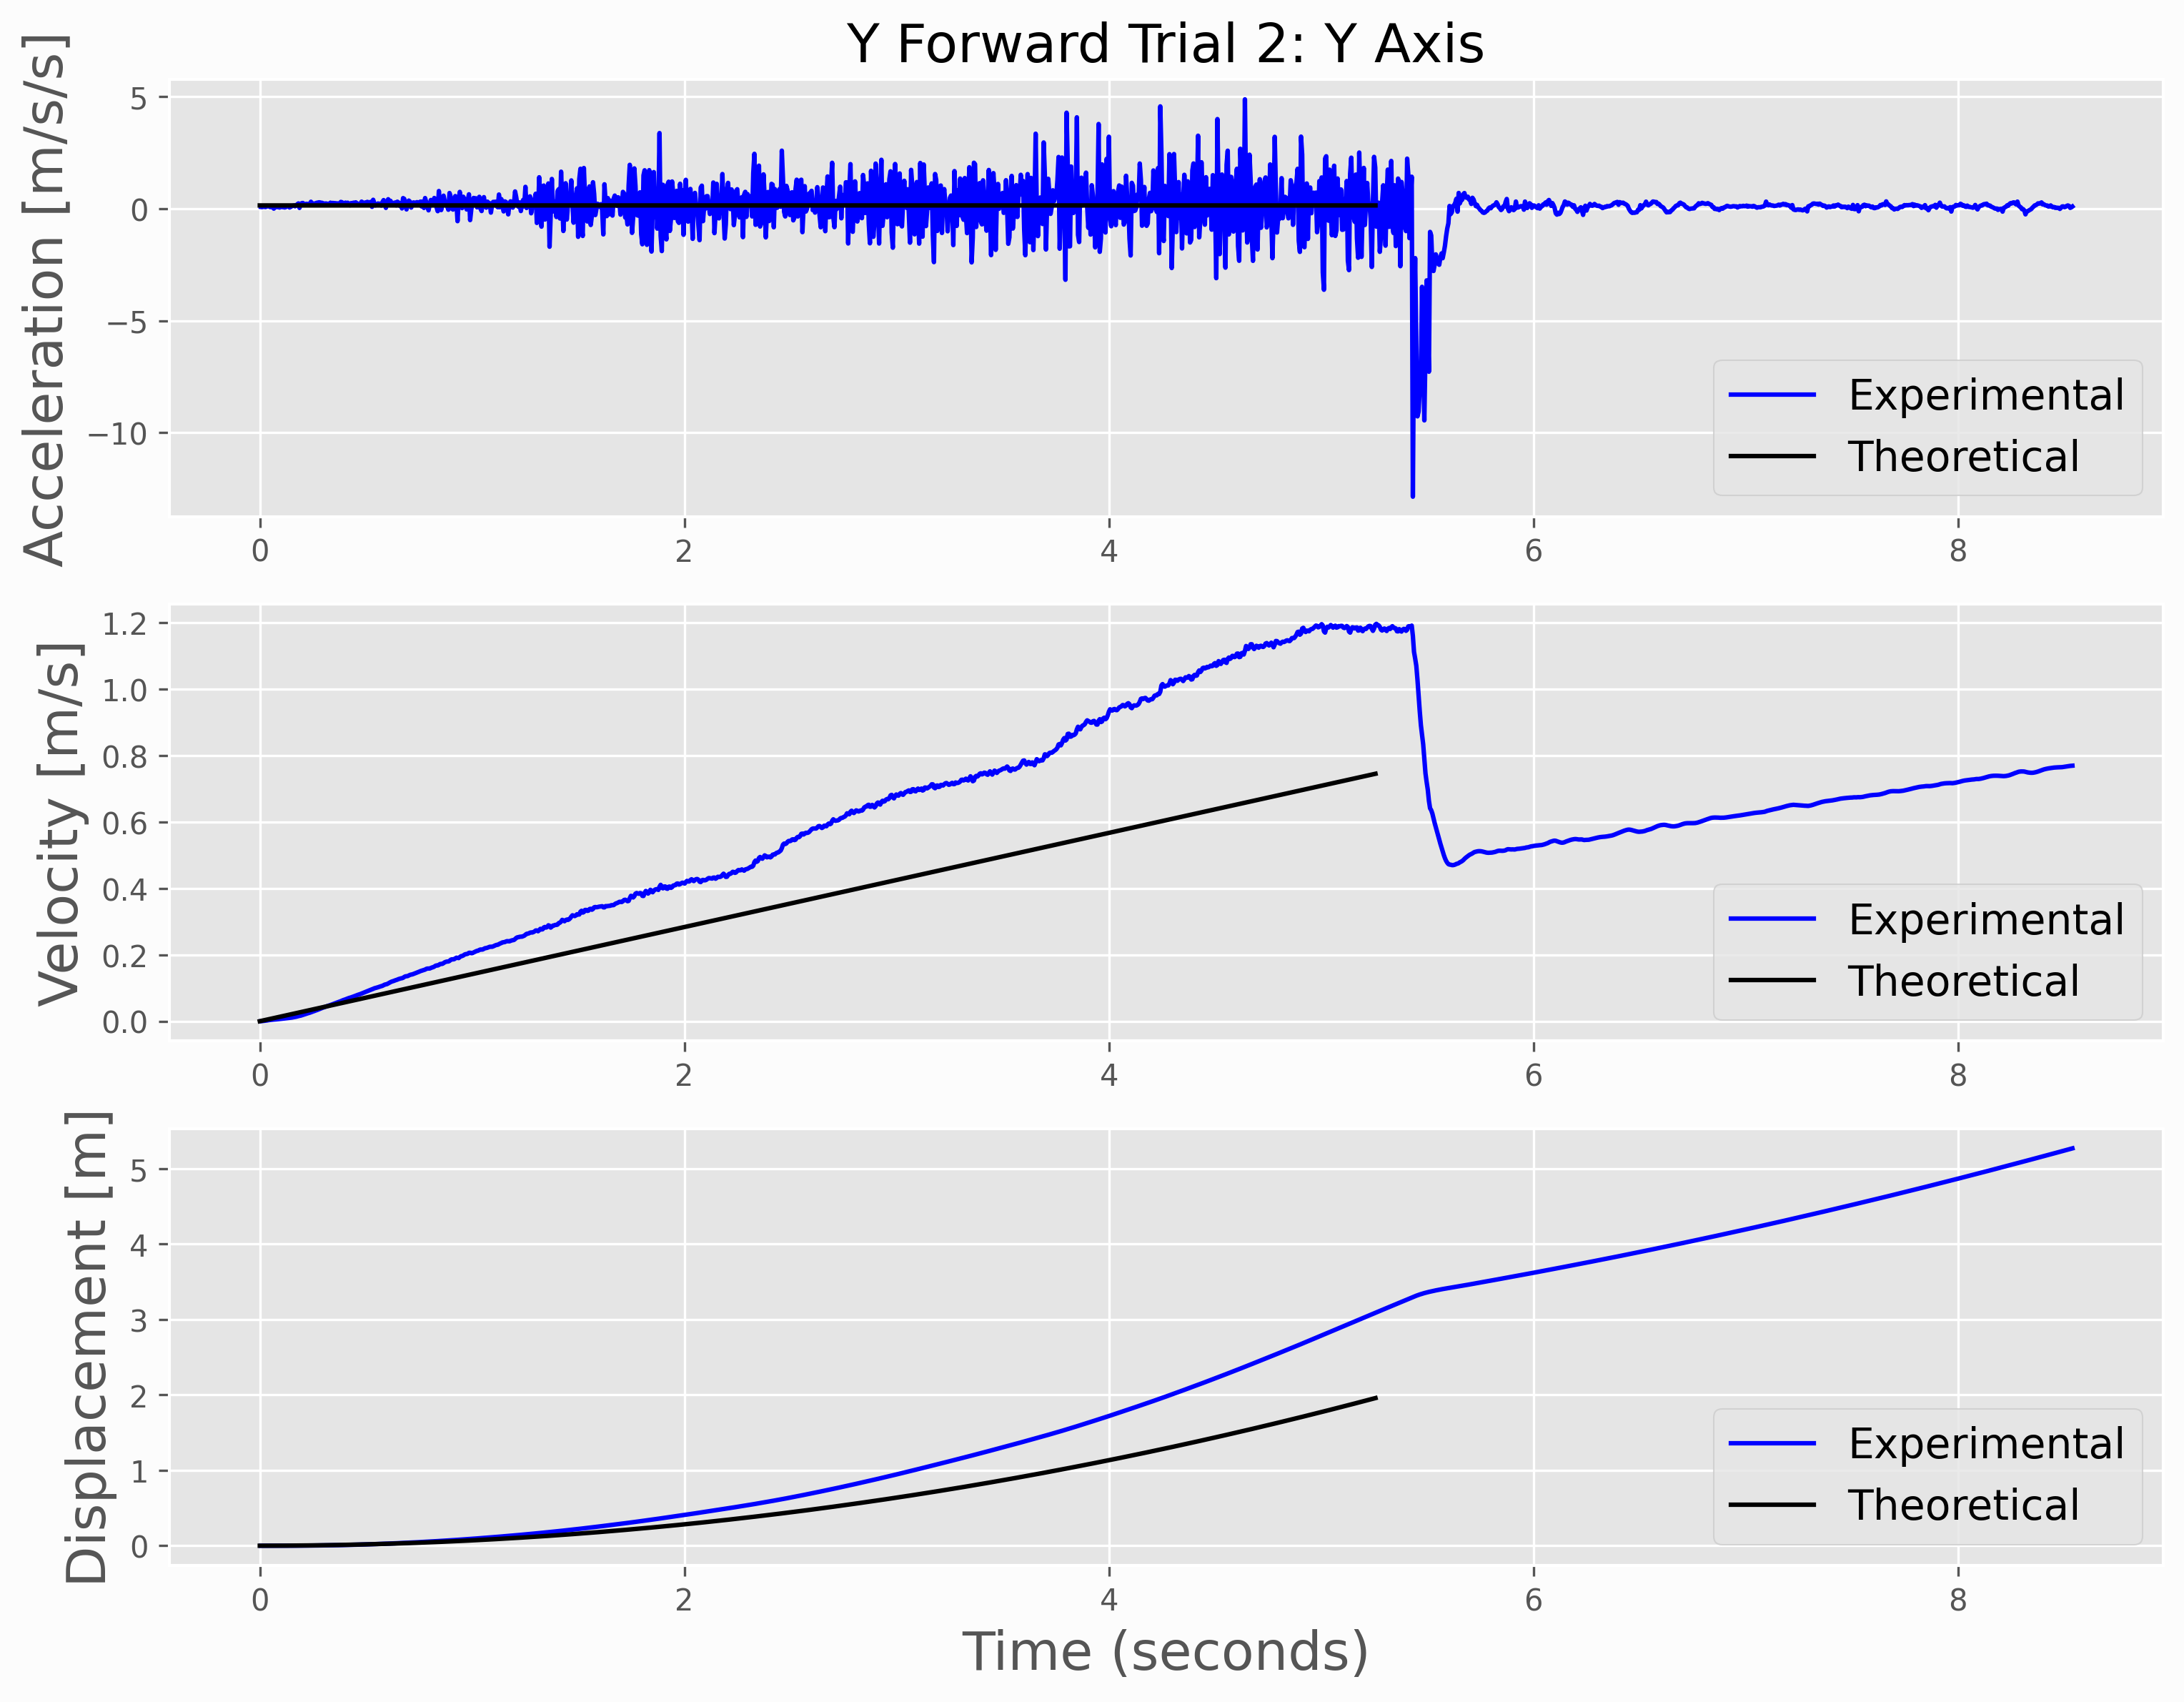 Y Forward Trial 2: Y Axis
Acceleration [m/s/s]
5
0
−5
−10
Experimental
Theoretical
0 2 4 6 8
Velocity [m/s]
1.2
1.0
0.8
0.6
0.4
0.2
0.0
Experimental
Theoretical
0 2 4 6 8
Displacement [m]
5
4
3
2
1
0
Experimental
Theoretical
0 2 4 6 8
Time (seconds)